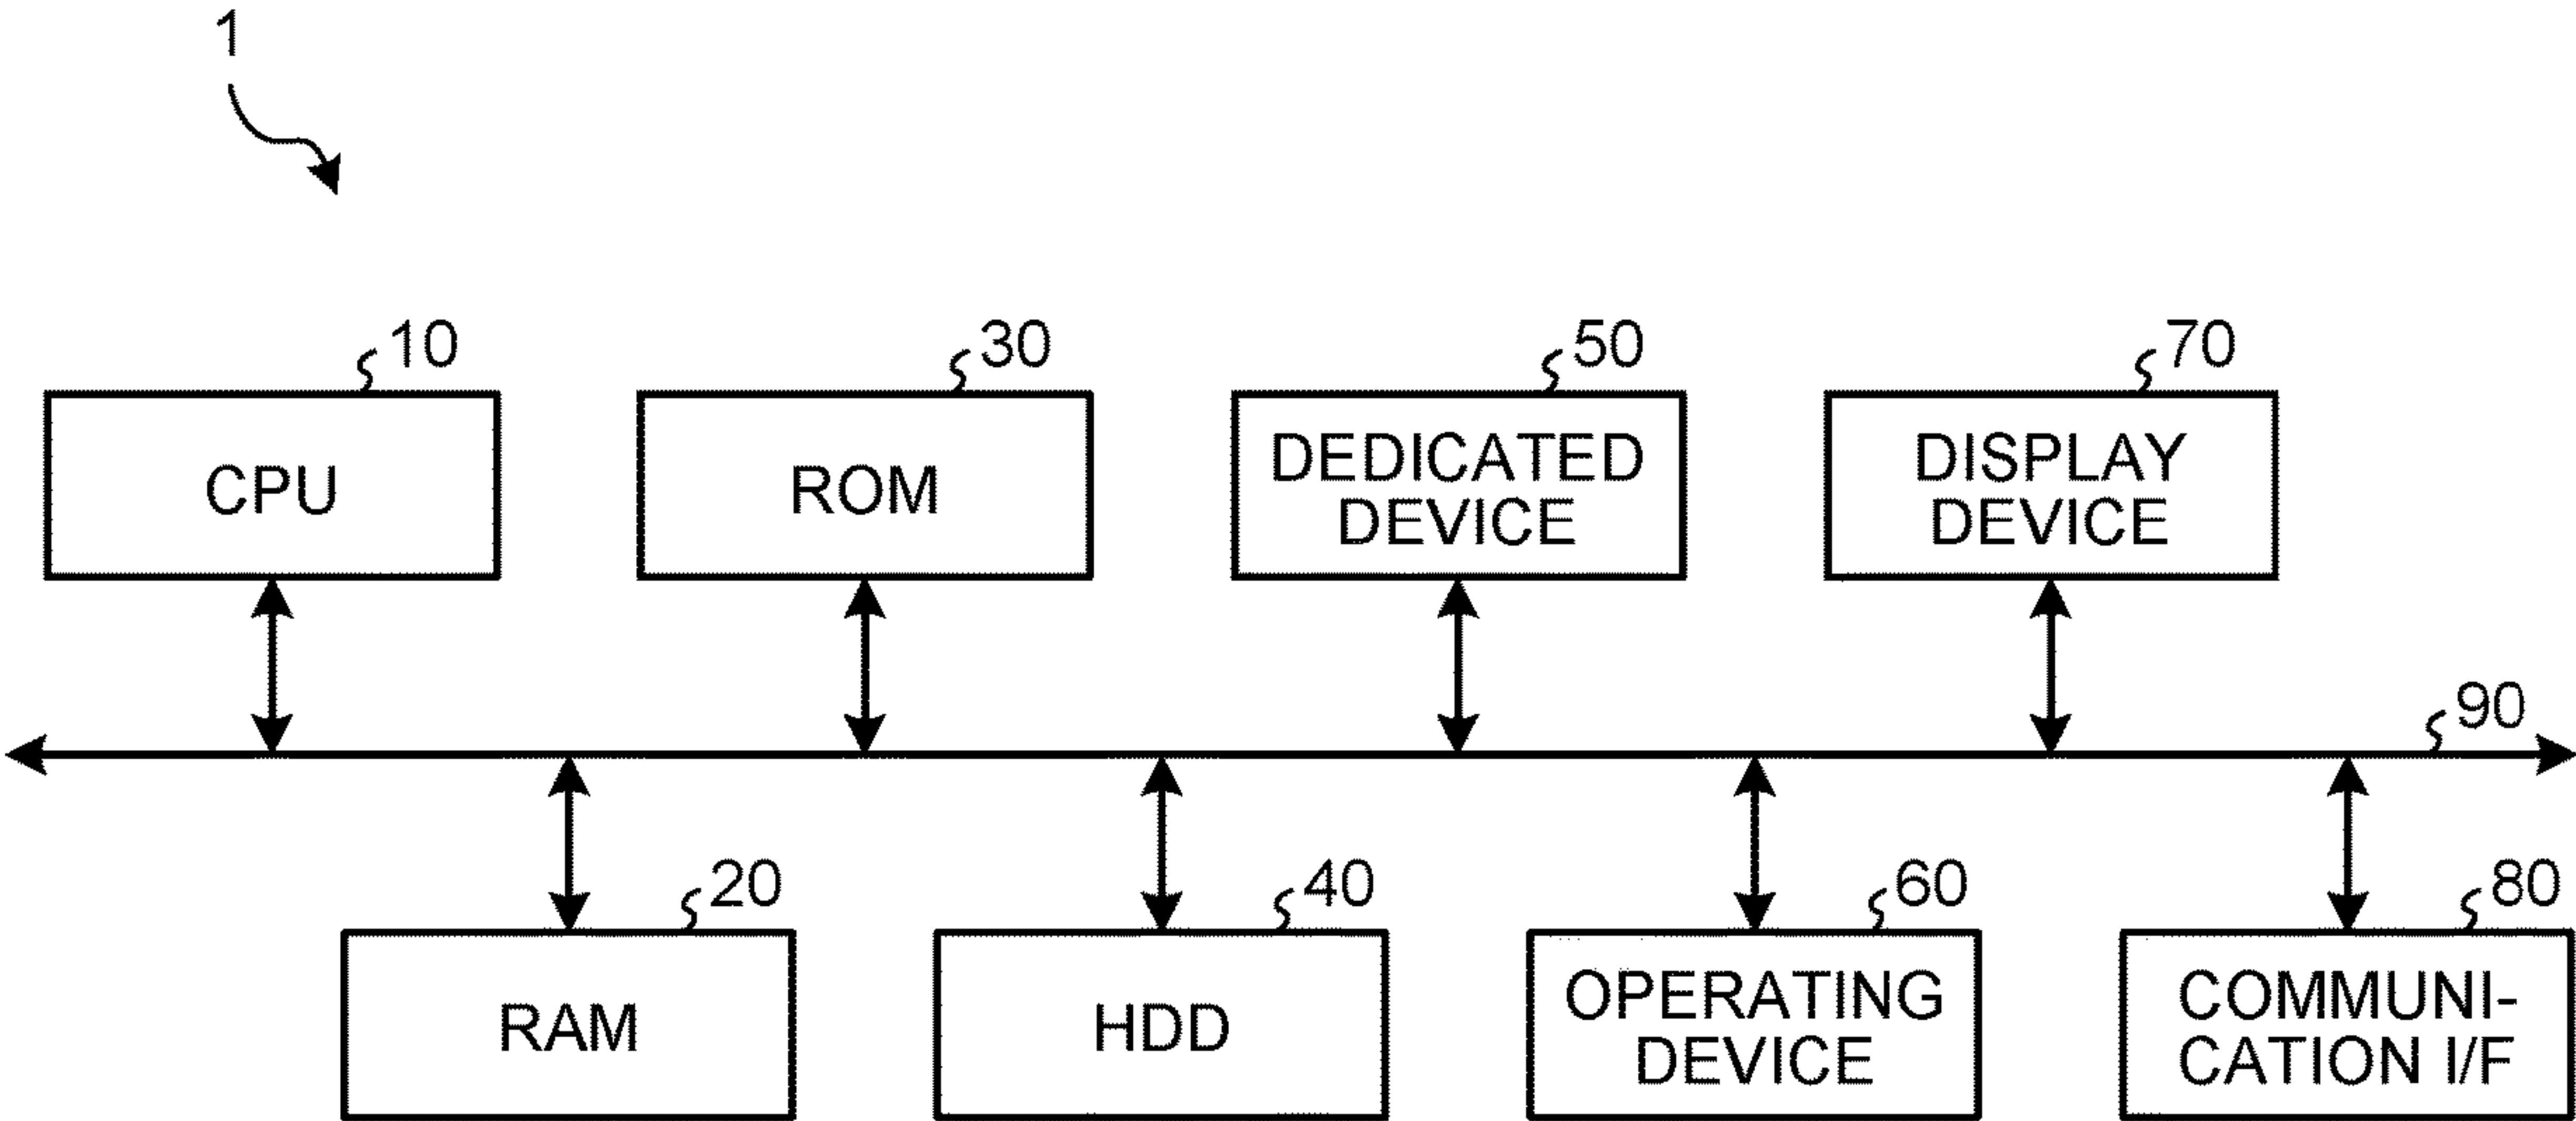 1
10
30
50
70
CPU
ROM
DEDICATED
DEVICE
DISPLAY
DEVICE
90
20
40
60
80
RAM
HDD
OPERATING
DEVICE
COMMUNI-
CATION I/F